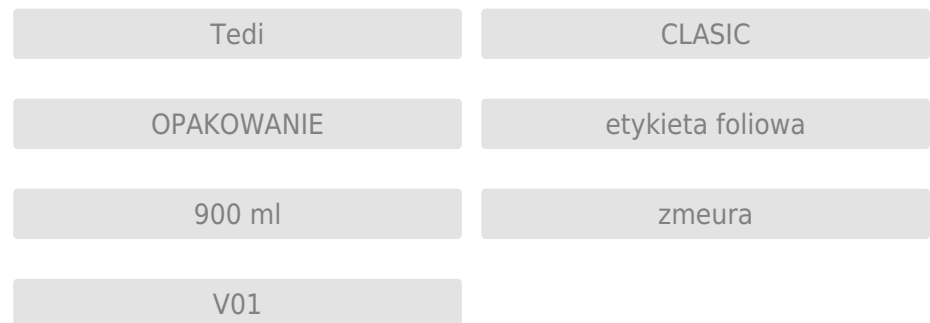 Tedi
CLASIC
OPAKOWANIE
etykieta foliowa
900 ml
zmeura
V01